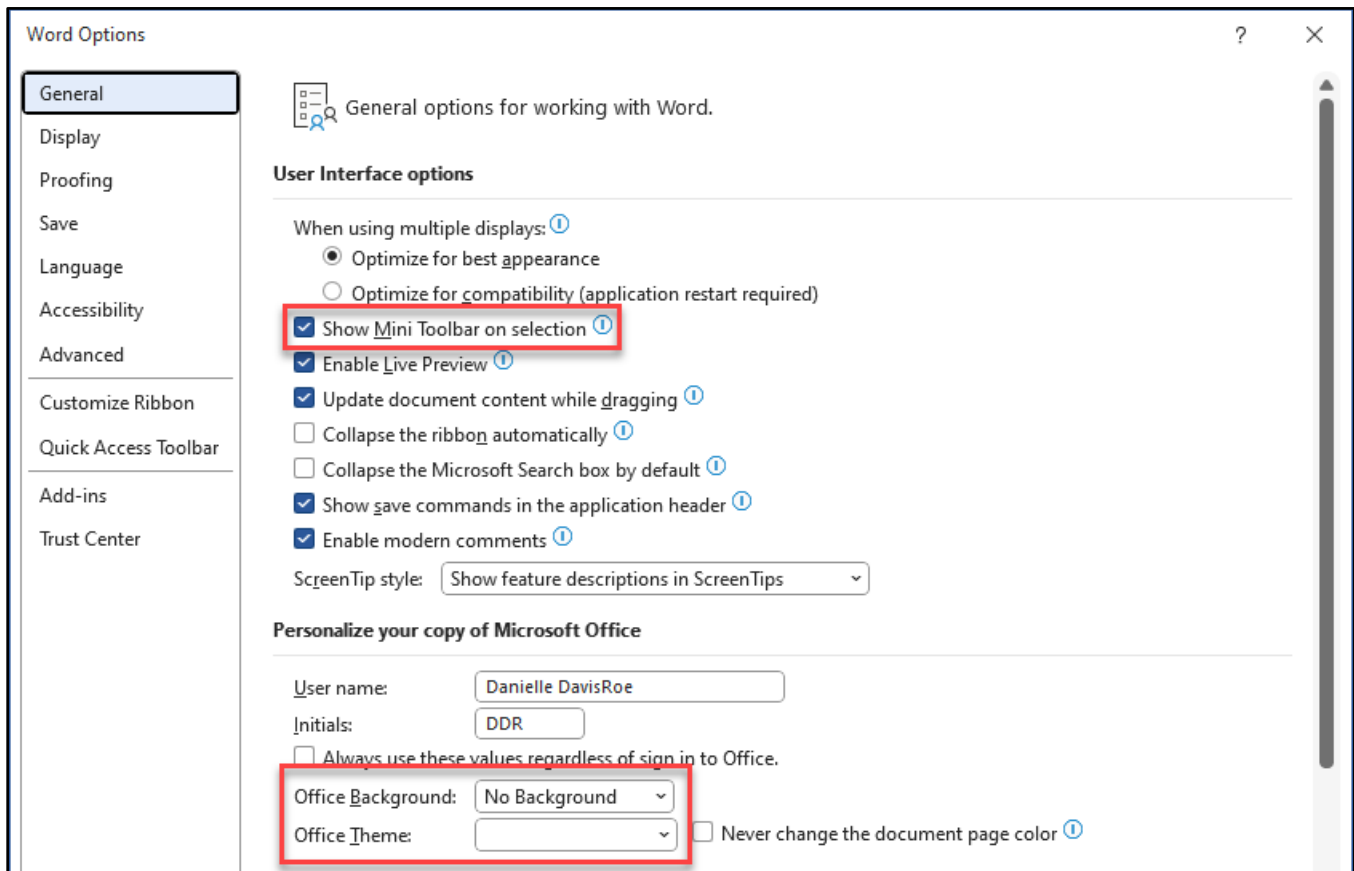 Word Options
?
General
Display
Proofing
Save
Language
Accessibility
Advanced
Customize Ribbon
Quick Access Toolbar
Add-ins
Trust Center
General options for working with Word.
User Interface options
When using multiple displays:
Optimize for best appearance
Optimize for compatibility (application restart required)
Show Mini Toolbar on selection
Enable Live Preview
Update document content while dragging
Collapse the ribbon automatically
Collapse the Microsoft Search box by default
Show save commands in the application header
Enable modern comments
ScreenTip style: Show feature descriptions in ScreenTips
Personalize your copy of Microsoft Office
User name: Danielle DavisRoe
Initials: DDR
Always use these values regardless of sign in to Office.
Office Background: No Background
Office Theme: Never change the document page color